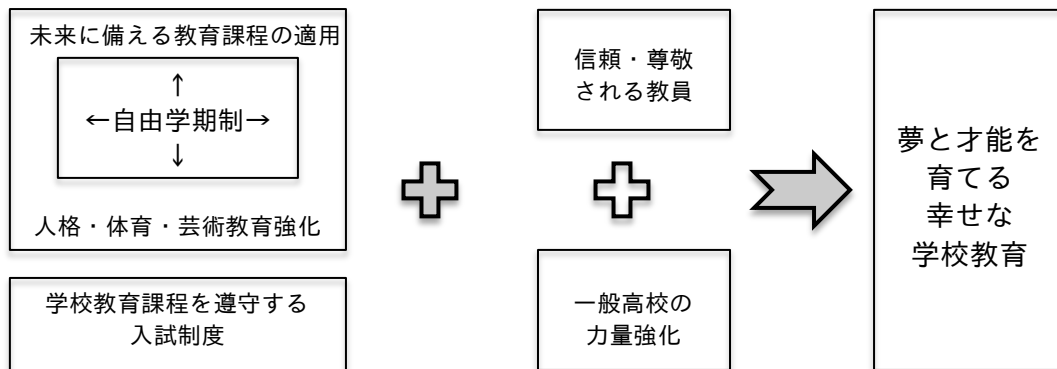 未来に備える教育課程の適用
↑
←自由学期制→
↓
人格・体育・芸術教育強化
学校教育課程を遵守する
入試制度
信頼・尊敬
される教員
一般高校の
力量強化
夢と才能を
育てる
幸せな
学校教育